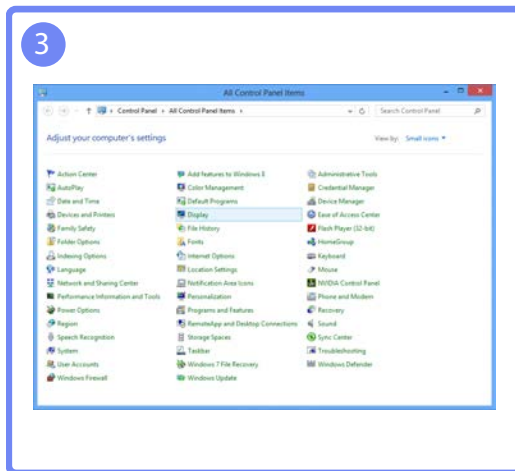 3
All Control Panel Items
Control Panel All Control Panel Items Search Control Panel
Adjust your computer's settings View by: Small icons
Action Center Add features to Windows 8 Administrative Tools
AutoPlay Color Management Credential Manager
Date and Time Default Programs Device Manager
Devices and Printers Display Ease of Access Center
Family Safety File History Flash Player (32-bit)
Folder Options Fonts HomeGroup
Indexing Options Internet Options Keyboard
Language Location Settings Mouse
Network and Sharing Center Notification Area Icons NVIDIA Control Panel
Performance Information and Tools Personalization Phone and Modem
Power Options Programs and Features Recovery
Region RemoteApp and Desktop Connections Sound
Speech Recognition Storage Spaces Sync Center
System Taskbar Troubleshooting
User Accounts Windows 7 File Recovery Windows Defender
Windows Firewall Windows Update